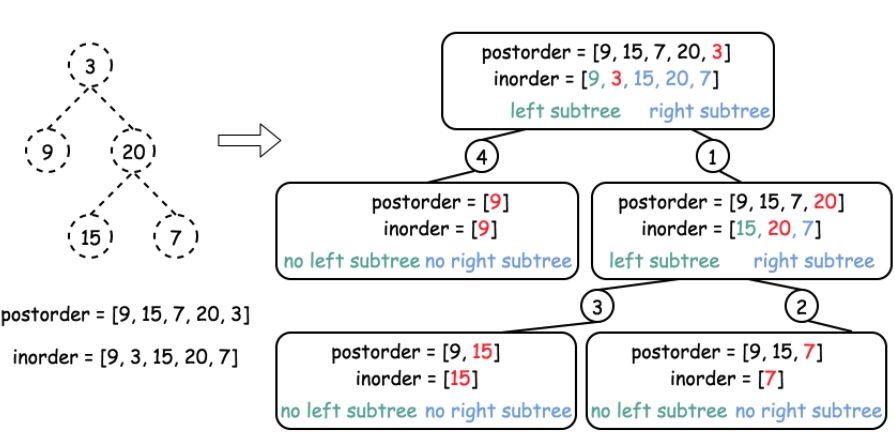 3
9
20
15
7
postorder = [9, 15, 7, 20, 3]
inorder = [9, 3, 15, 20, 7]
postorder = [9, 15, 7, 20, 3]
inorder = [9, 3, 15, 20, 7]
left subtree right subtree
4
1
postorder = [9]
inorder = [9]
no left subtree no right subtree
postorder = [9, 15, 7, 20]
inorder = [15, 20, 7]
left subtree right subtree
3
2
postorder = [9, 15]
inorder = [15]
no left subtree no right subtree
postorder = [9, 15, 7]
inorder = [7]
no left subtree no right subtree